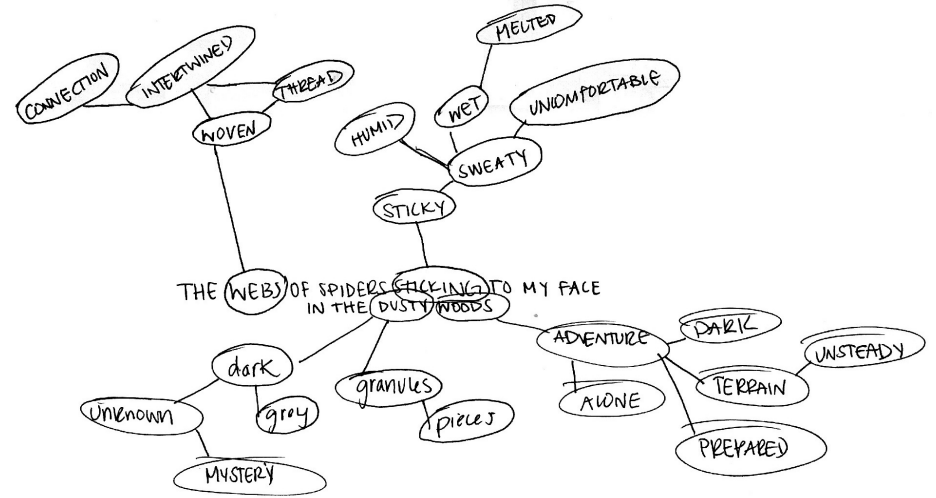 MELTED
CONNECTION
INTERTWINED
THREAD
WOVEN
HUMID
WET
UNCOMFORTABLE
SWEATY
STICKY
THE WEBS OF SPIDERS STICKING TO MY FACE
IN THE DUSTY WOODS
dark
unknown
grey
MYSTERY
granules
pieces
ADVENTURE
DARK
UNSTEADY
TERRAIN
ALONE
PREPARED